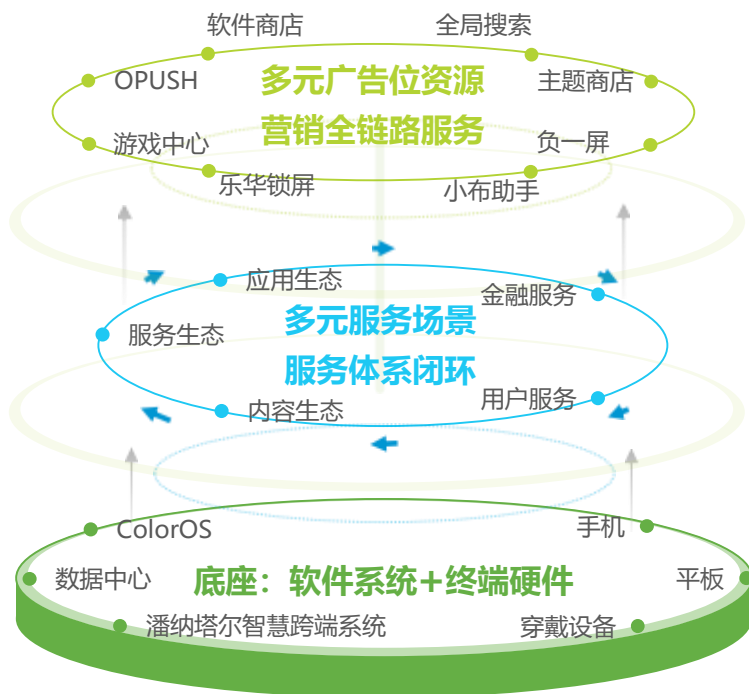 软件商店
全局搜索
OPUSH
多元广告位资源
主题商店
游戏中心
营销全链路服务
负一屏
乐华锁屏
小布助手
应用生态
金融服务
服务生态
多元服务场景
服务体系闭环
内容生态
用户服务
ColorOS
手机
数据中心
底座：软件系统+终端硬件
平板
潘纳塔尔智慧跨端系统
穿戴设备